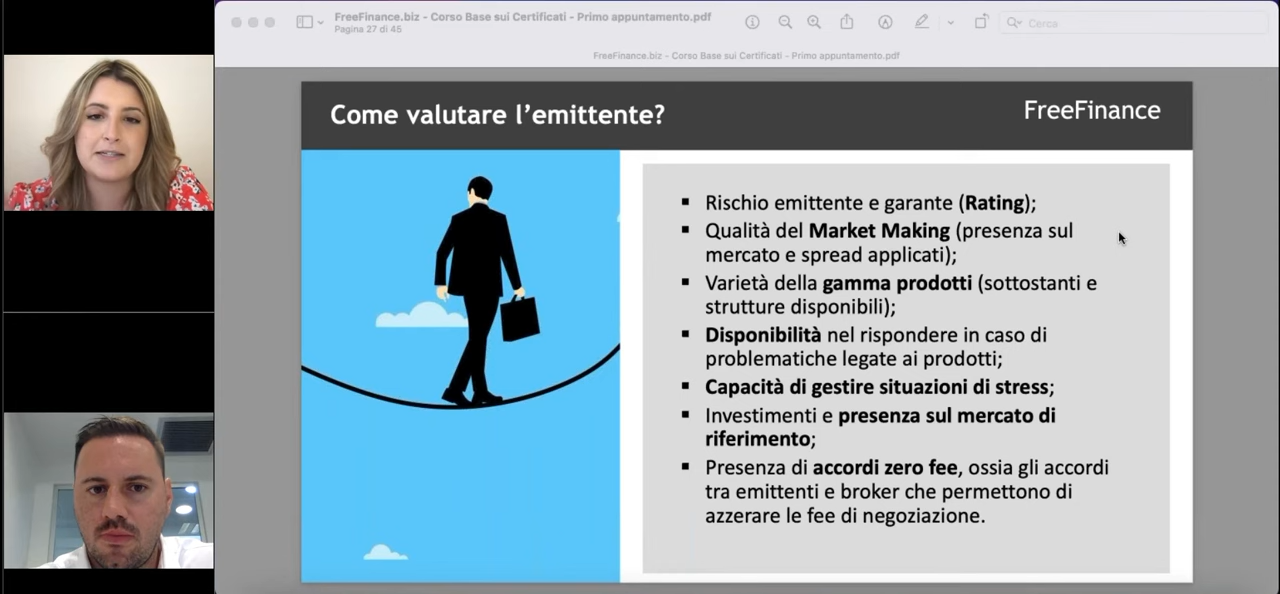 FreeFinance.biz - Corso Base sui Certificati - Primo appuntamento.pdf
Pagina 27 di 45
Cerca
FreeFinance.biz - Corso Base sui Certificati - Primo appuntamento.pdf
Come valutare l’emittente?
FreeFinance
▪ Rischio emittente e garante (Rating);
▪ Qualità del Market Making (presenza sul
mercato e spread applicati);
▪ Varietà della gamma prodotti (sottostanti e
strutture disponibili);
▪ Disponibilità nel rispondere in caso di
problematiche legate ai prodotti;
▪ Capacità di gestire situazioni di stress;
▪ Investimenti e presenza sul mercato di
riferimento;
▪ Presenza di accordi zero fee, ossia gli accordi
tra emittenti e broker che permettono di
azzerare le fee di negoziazione.